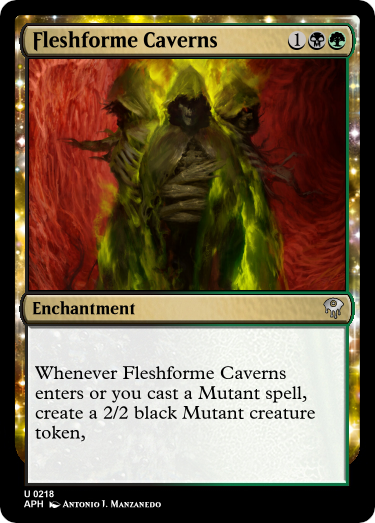 Fleshforme Caverns 1
Enchantment
Whenever Fleshforme Caverns
enters or you cast a Mutant spell,
create a 2/2 black Mutant creature
token,
U 0218
APH Antonio J. Manzanedo